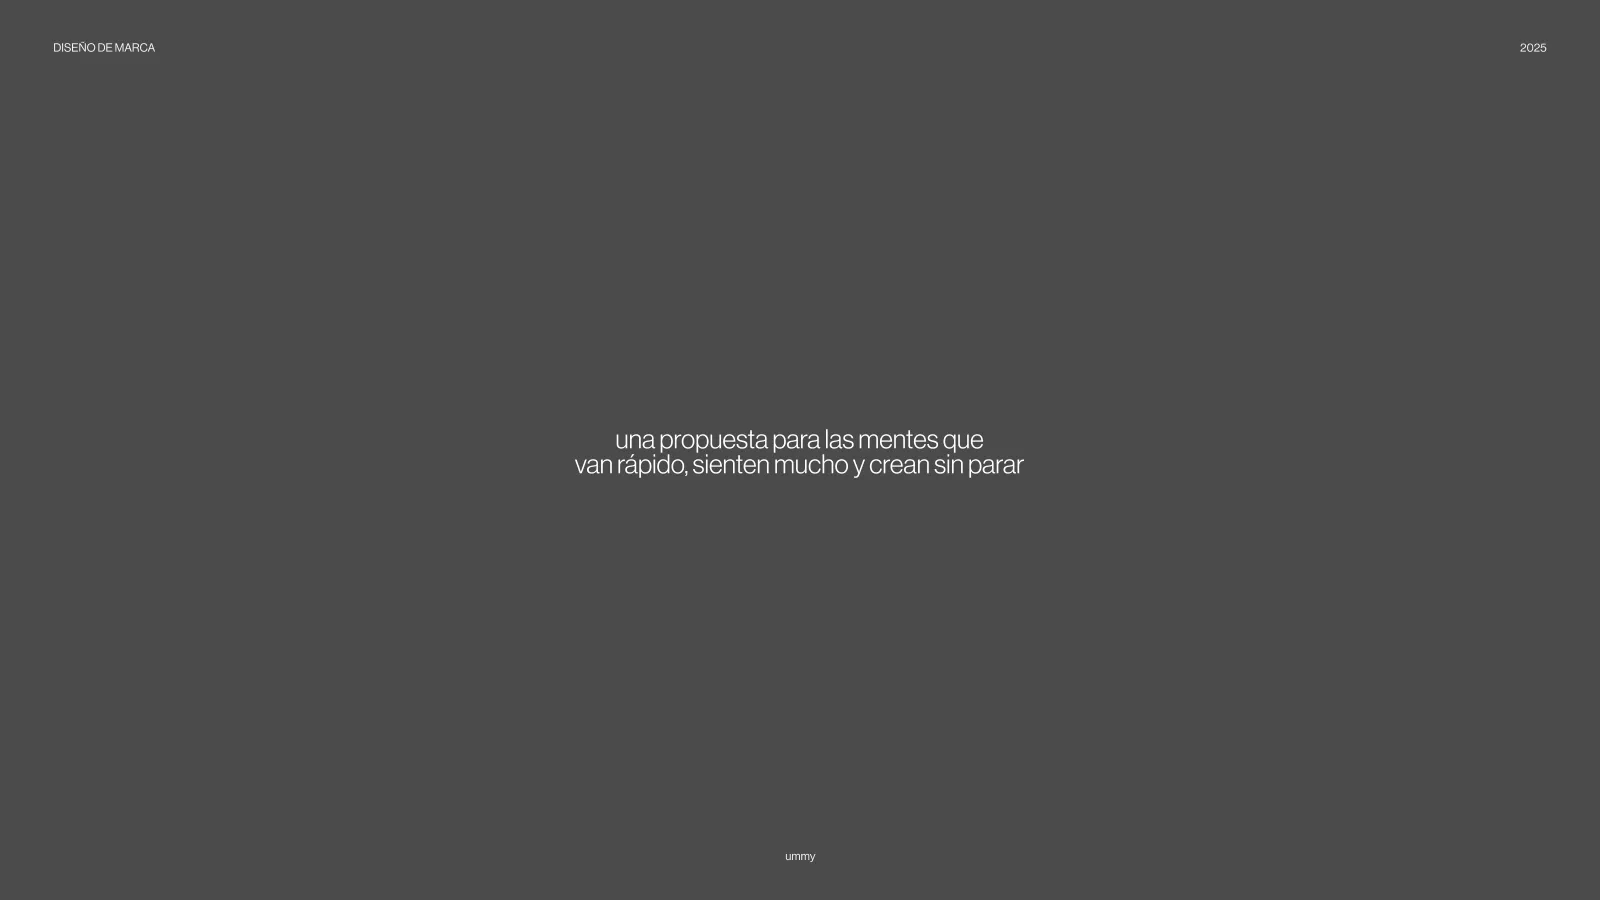 DISEÑO DE MARCA
2025
una propuesta para las mentes que
van rápido, sienten mucho y crean sin parar
ummy